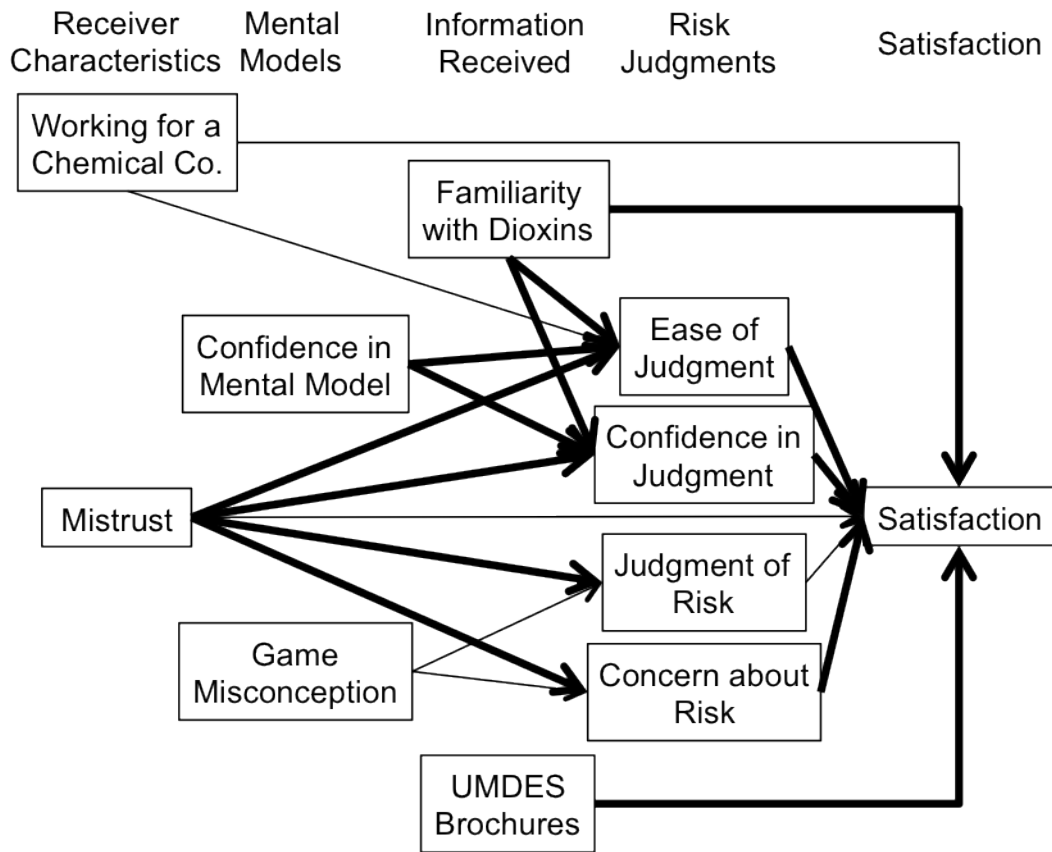 Receiver
Characteristics
Mental
Models
Information
Received
Risk
Judgments
Satisfaction
Working for a
Chemical Co.
Familiarity
with Dioxins
Confidence in
Mental Model
Ease of
Judgment
Confidence in
Judgment
Mistrust
Satisfaction
Judgment of
Risk
Game
Misconception
Concern about
Risk
UMDES
Brochures